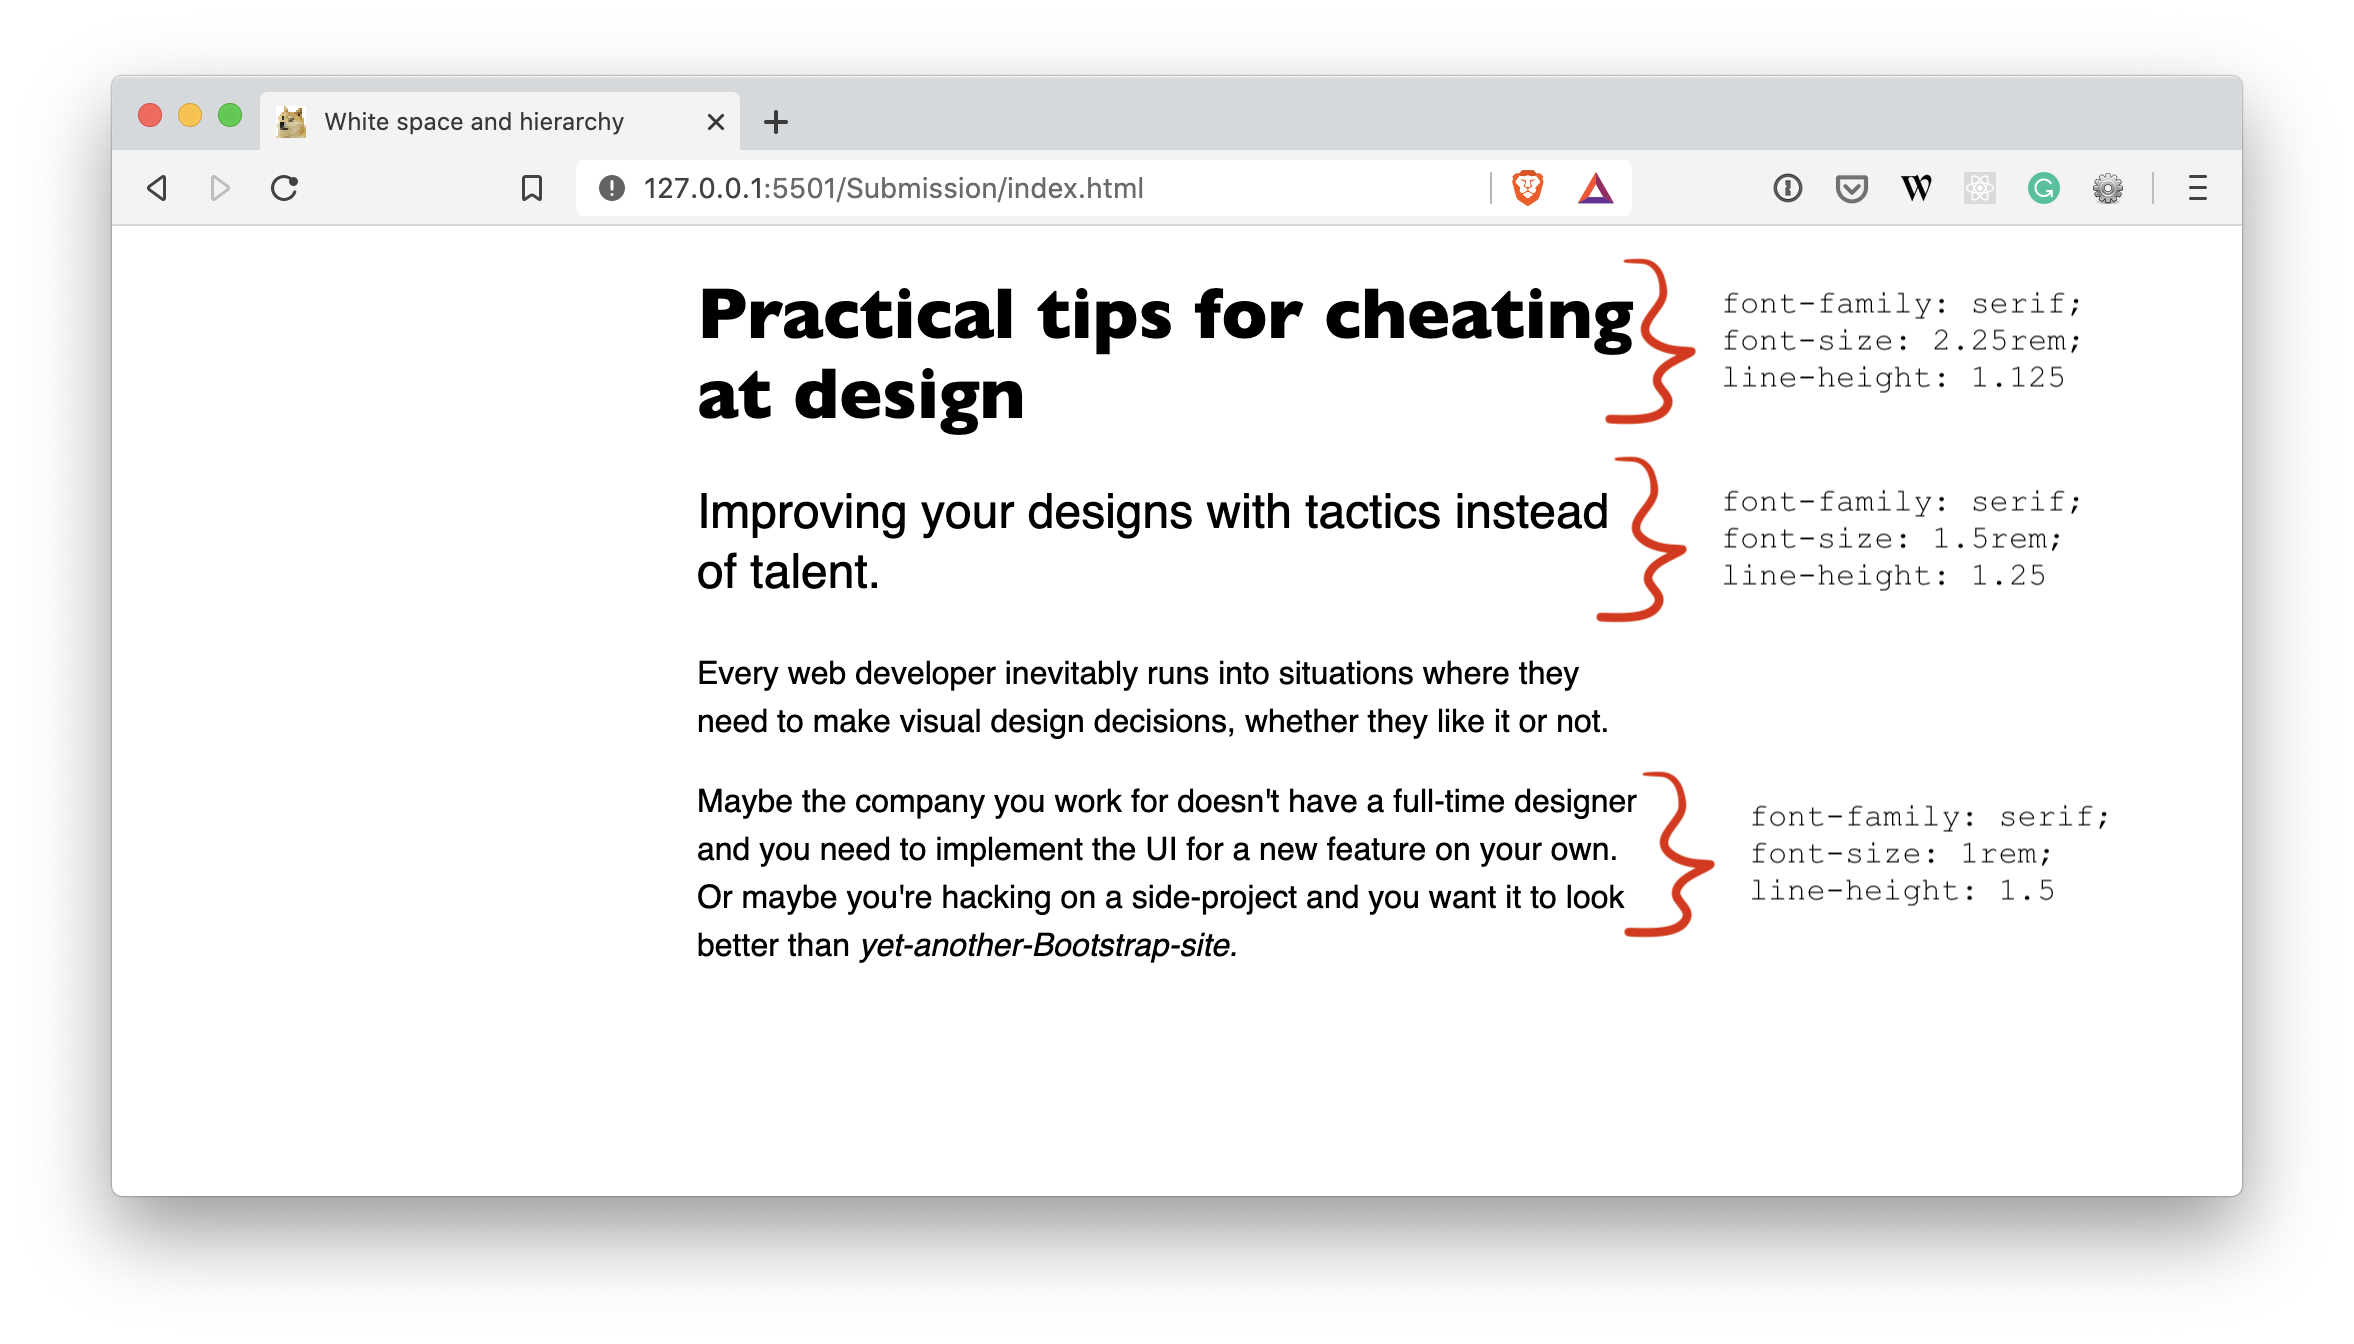 White space and hierarchy
127.0.0.1:5501/Submission/index.html
W
G
Practical tips for cheating
at design
font-family: serif;
font-size: 2.25rem;
line-height: 1.125
Improving your designs with tactics instead
of talent.
font-family: serif;
font-size: 1.5rem;
line-height: 1.25
Every web developer inevitably runs into situations where they
need to make visual design decisions, whether they like it or not.
Maybe the company you work for doesn't have a full-time designer
and you need to implement the UI for a new feature on your own.
Or maybe you're hacking on a side-project and you want it to look
better than yet-another-Bootstrap-site.
font-family: serif;
font-size: 1rem;
line-height: 1.5